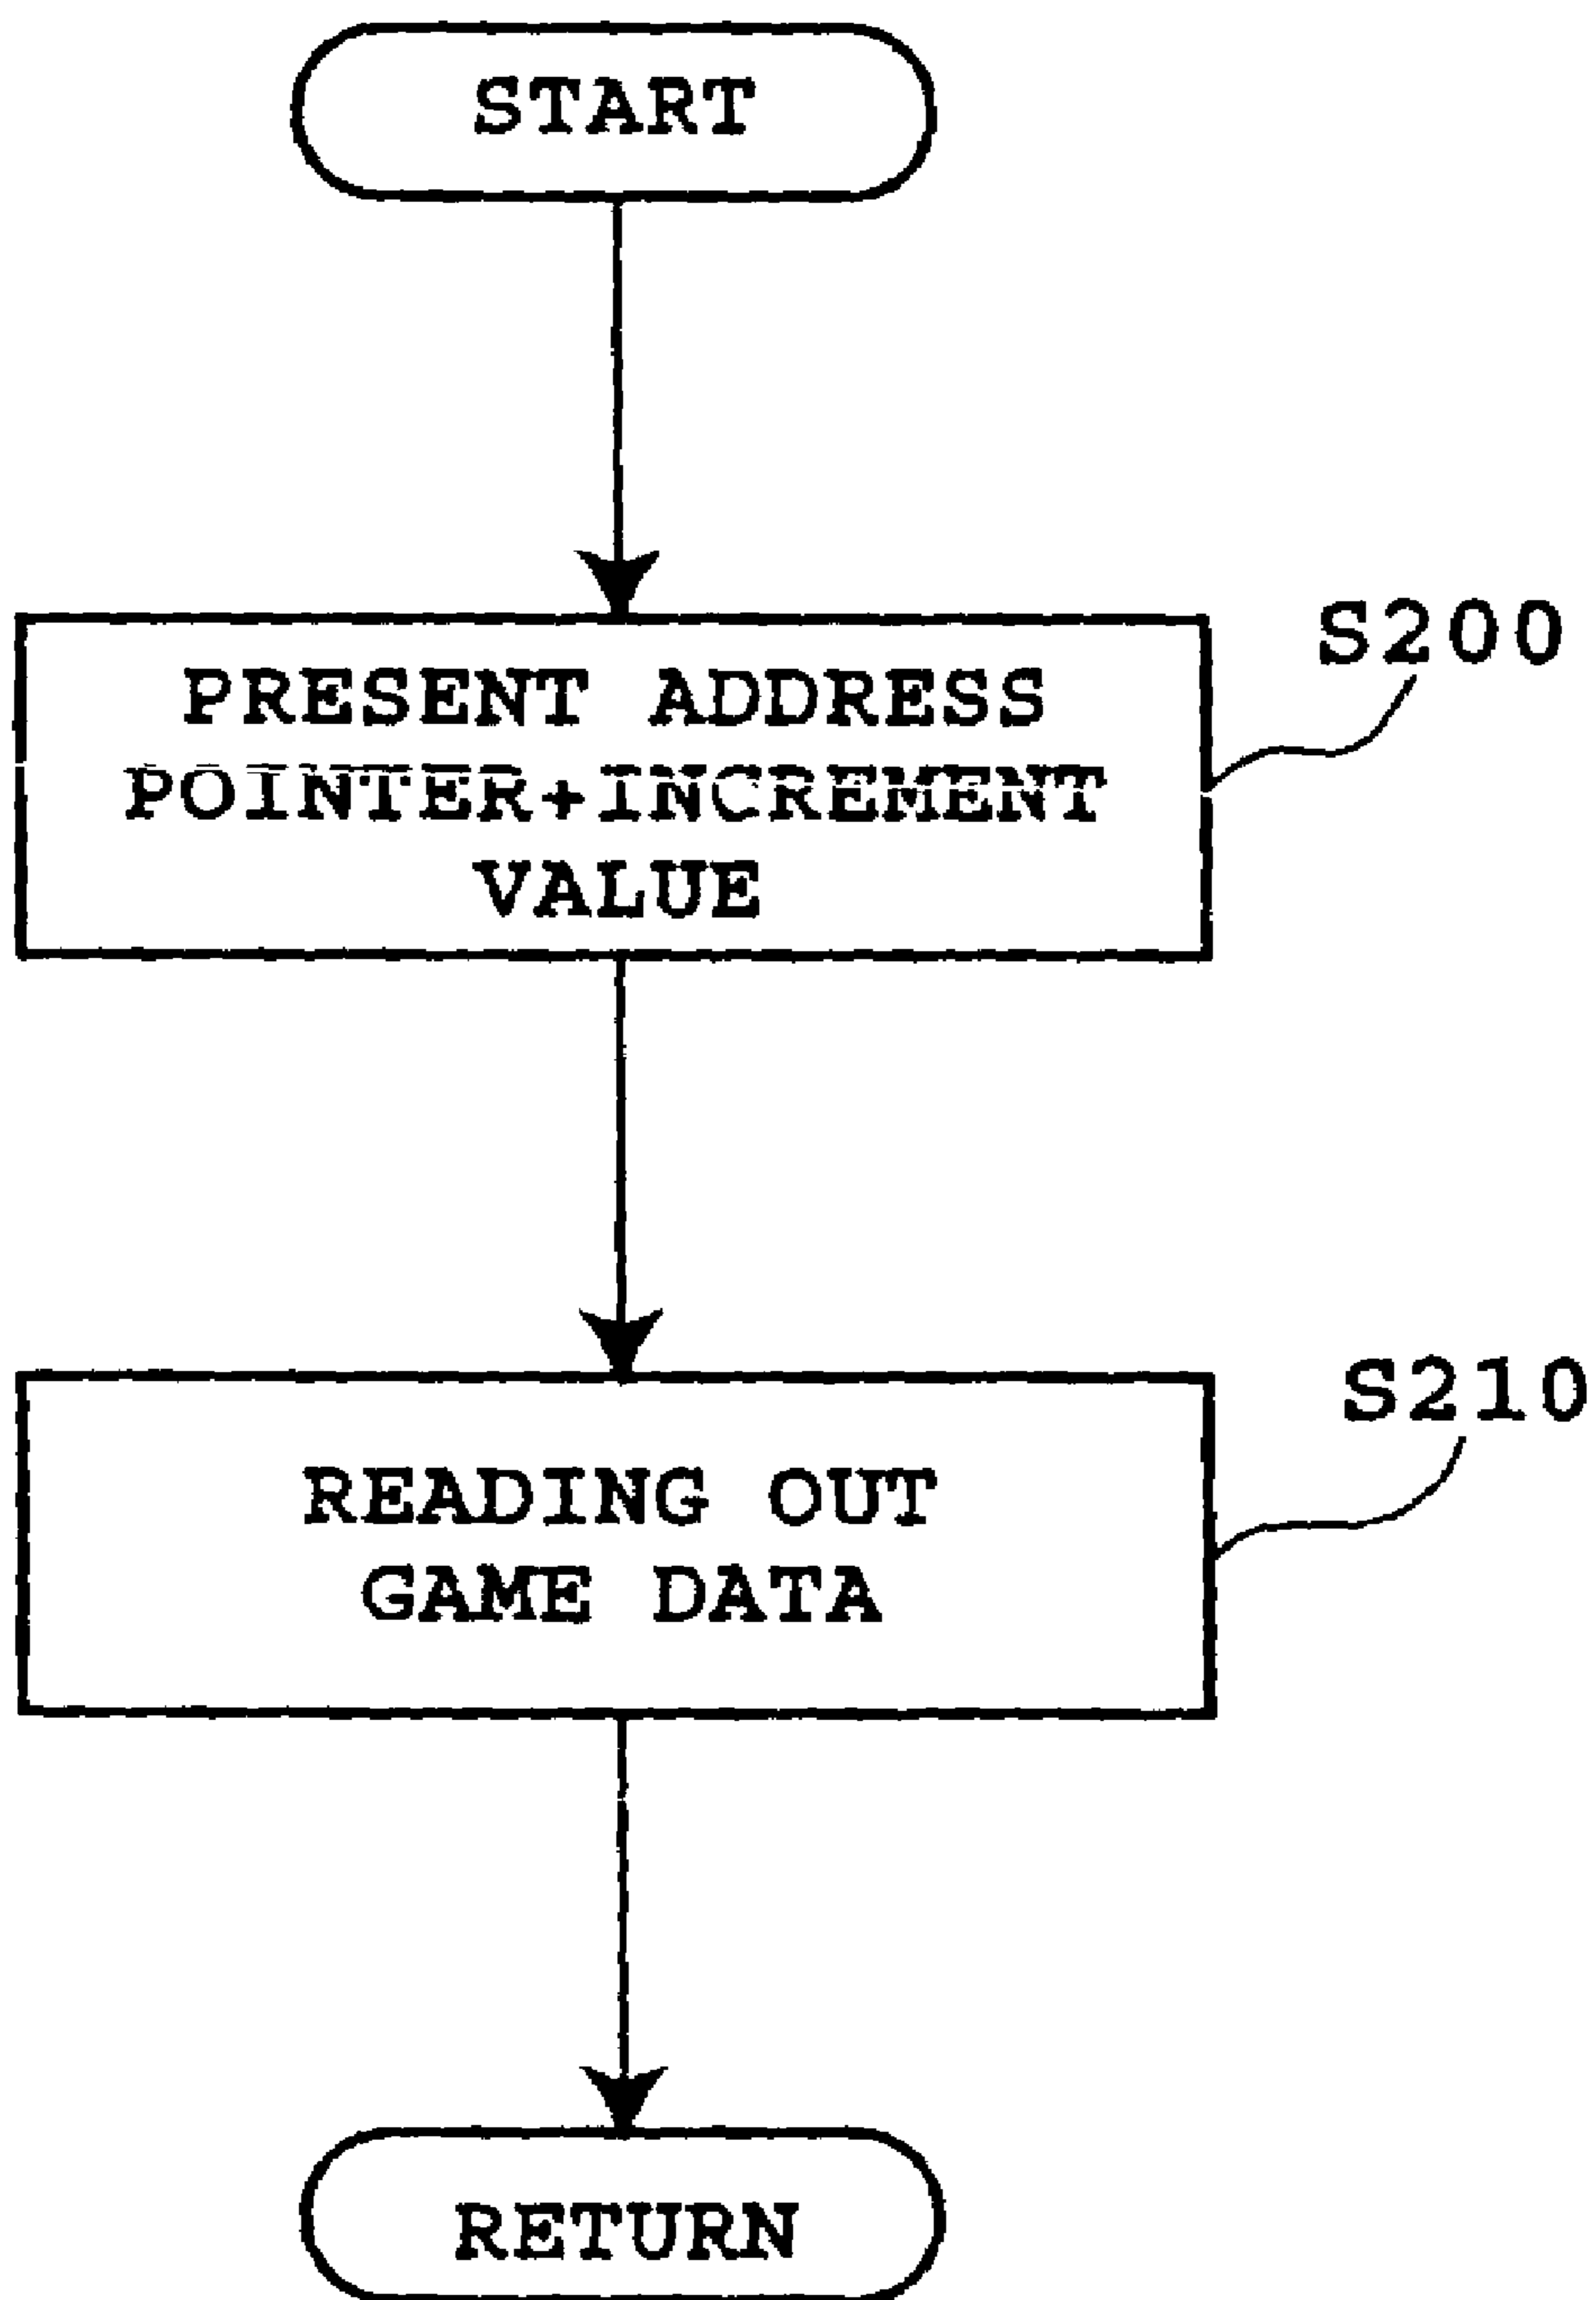 START
S200
PRESENT ADDRESS
POINTER+INCREMENT
VALUE
S210
READING OUT
GAME DATA
RETURN